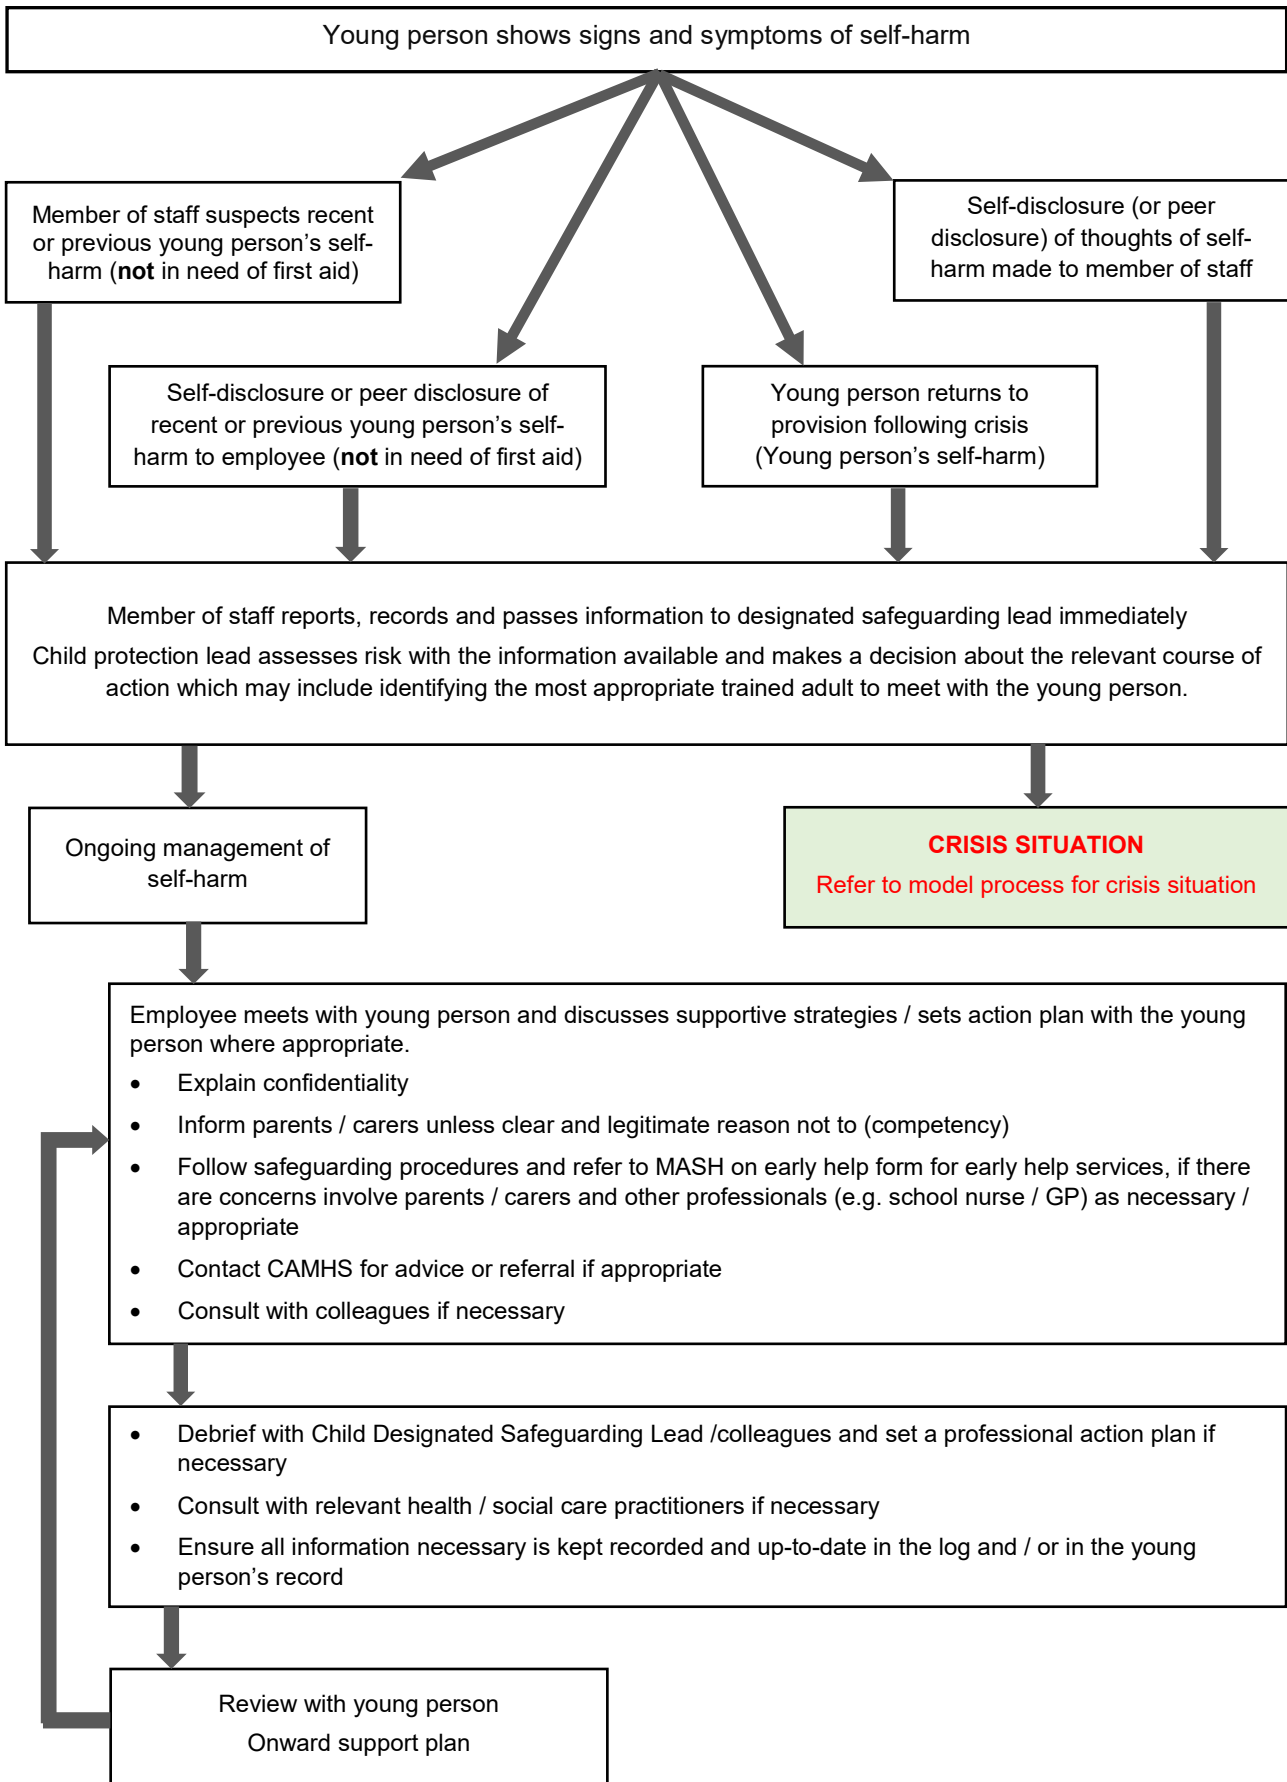 Young person shows signs and symptoms of self-harm
Member of staff suspects recent
or previous young person’s self-
harm (not in need of first aid)
Self-disclosure (or peer
disclosure) of thoughts of self-
harm made to member of staff
Self-disclosure or peer disclosure of
recent or previous young person’s self-
harm to employee (not in need of first aid)
Young person returns to
provision following crisis
(Young person’s self-harm)
Member of staff reports, records and passes information to designated safeguarding lead immediately
Child protection lead assesses risk with the information available and makes a decision about the relevant course of
action which may include identifying the most appropriate trained adult to meet with the young person.
Ongoing management of
self-harm
CRISIS SITUATION
Refer to model process for crisis situation
Employee meets with young person and discusses supportive strategies / sets action plan with the young
person where appropriate.
• Explain confidentiality
• Inform parents / carers unless clear and legitimate reason not to (competency)
• Follow safeguarding procedures and refer to MASH on early help form for early help services, if there
are concerns involve parents / carers and other professionals (e.g. school nurse / GP) as necessary /
appropriate
• Contact CAMHS for advice or referral if appropriate
• Consult with colleagues if necessary
• Debrief with Child Designated Safeguarding Lead /colleagues and set a professional action plan if
necessary
• Consult with relevant health / social care practitioners if necessary
• Ensure all information necessary is kept recorded and up-to-date in the log and / or in the young
person’s record
Review with young person
Onward support plan